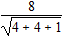 8
√4 + 4 + 1